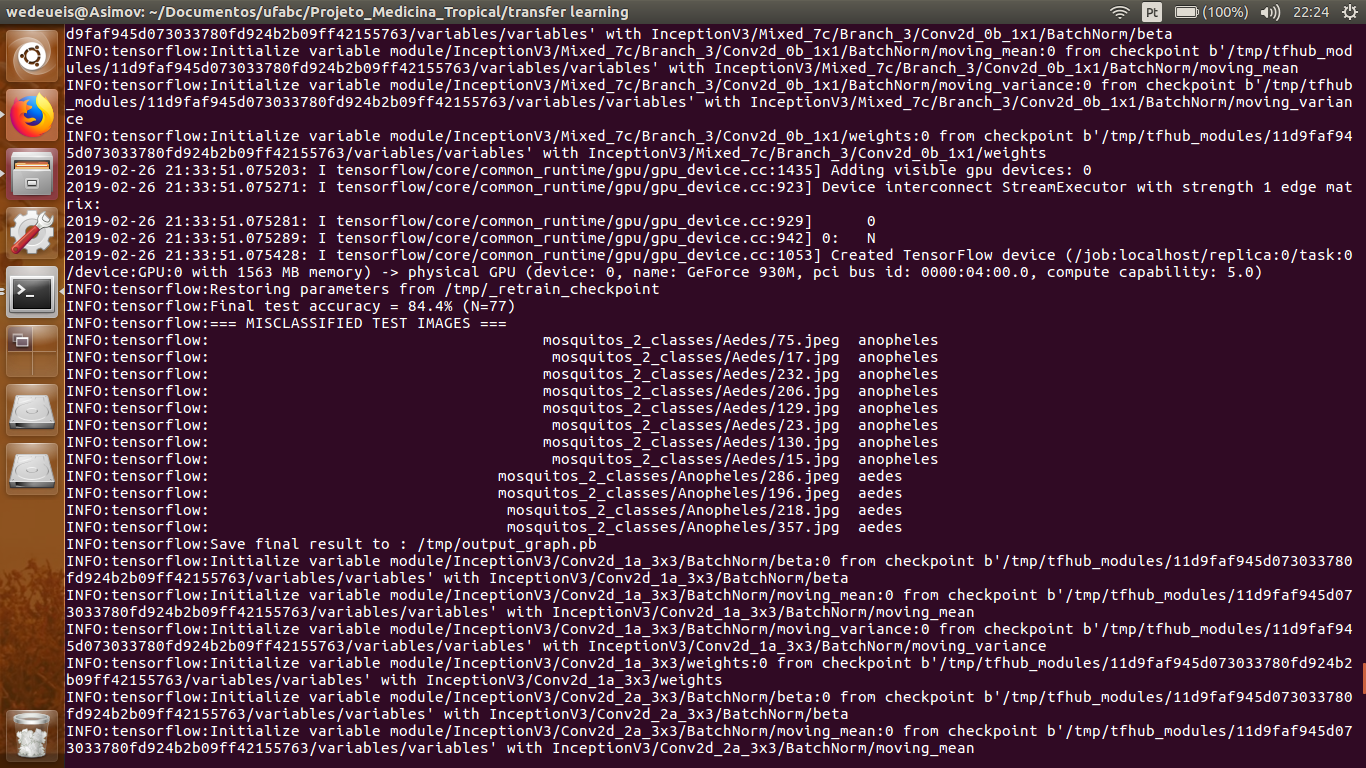 wedeueis@Asimov: ~/Documentos/ufabc/Projeto_Medicina_Tropical/transfer learning
Pt
(100%)
22:24
d9faf945d073033780fd924b2b09ff42155763/variables/variables' with InceptionV3/Mixed_7c/Branch_3/Conv2d_0b_1x1/BatchNorm/beta
INFO:tensorflow:Initialize variable module/InceptionV3/Mixed_7c/Branch_3/Conv2d_0b_1x1/BatchNorm/moving_mean:0 from checkpoint b'/tmp/tfhub_mod
ules/11d9faf945d073033780fd924b2b09ff42155763/variables/variables' with InceptionV3/Mixed_7c/Branch_3/Conv2d_0b_1x1/BatchNorm/moving_mean
INFO:tensorflow:Initialize variable module/InceptionV3/Mixed_7c/Branch_3/Conv2d_0b_1x1/BatchNorm/moving_variance:0 from checkpoint b'/tmp/tfhub
_modules/11d9faf945d073033780fd924b2b09ff42155763/variables/variables' with InceptionV3/Mixed_7c/Branch_3/Conv2d_0b_1x1/BatchNorm/moving_varian
ce
INFO:tensorflow:Initialize variable module/InceptionV3/Mixed_7c/Branch_3/Conv2d_0b_1x1/weights:0 from checkpoint b'/tmp/tfhub_modules/11d9faf94
5d073033780fd924b2b09ff42155763/variables/variables' with InceptionV3/Mixed_7c/Branch_3/Conv2d_0b_1x1/weights
2019-02-26 21:33:51.075203: I tensorflow/core/common_runtime/gpu/gpu_device.cc:1435] Adding visible gpu devices: 0
2019-02-26 21:33:51.075271: I tensorflow/core/common_runtime/gpu/gpu_device.cc:923] Device interconnect StreamExecutor with strength 1 edge mat
rix:
2019-02-26 21:33:51.075281: I tensorflow/core/common_runtime/gpu/gpu_device.cc:929]      0
2019-02-26 21:33:51.075289: I tensorflow/core/common_runtime/gpu/gpu_device.cc:942] 0:   N
2019-02-26 21:33:51.075428: I tensorflow/core/common_runtime/gpu/gpu_device.cc:1053] Created TensorFlow device (/job:localhost/replica:0/task:0
/device:GPU:0 with 1563 MB memory) -> physical GPU (device: 0, name: GeForce 930M, pci bus id: 0000:04:00.0, compute capability: 5.0)
INFO:tensorflow:Restoring parameters from /tmp/_retrain_checkpoint
INFO:tensorflow:Final test accuracy = 84.4% (N=77)
INFO:tensorflow:=== MISCLASSIFIED TEST IMAGES ===
INFO:tensorflow: mosquitos_2_classes/Aedes/75.jpeg anopheles
INFO:tensorflow: mosquitos_2_classes/Aedes/17.jpg anopheles
INFO:tensorflow: mosquitos_2_classes/Aedes/232.jpg anopheles
INFO:tensorflow: mosquitos_2_classes/Aedes/206.jpg anopheles
INFO:tensorflow: mosquitos_2_classes/Aedes/129.jpg anopheles
INFO:tensorflow: mosquitos_2_classes/Aedes/23.jpg anopheles
INFO:tensorflow: mosquitos_2_classes/Aedes/130.jpg anopheles
INFO:tensorflow: mosquitos_2_classes/Aedes/15.jpg anopheles
INFO:tensorflow: mosquitos_2_classes/Anopheles/286.jpeg aedes
INFO:tensorflow: mosquitos_2_classes/Anopheles/196.jpeg aedes
INFO:tensorflow: mosquitos_2_classes/Anopheles/218.jpg aedes
INFO:tensorflow: mosquitos_2_classes/Anopheles/357.jpg aedes
INFO:tensorflow:Save final result to : /tmp/output_graph.pb
INFO:tensorflow:Initialize variable module/InceptionV3/Conv2d_1a_3x3/BatchNorm/beta:0 from checkpoint b'/tmp/tfhub_modules/11d9faf945d073033780
fd924b2b09ff42155763/variables/variables' with InceptionV3/Conv2d_1a_3x3/BatchNorm/beta
INFO:tensorflow:Initialize variable module/InceptionV3/Conv2d_1a_3x3/BatchNorm/moving_mean:0 from checkpoint b'/tmp/tfhub_modules/11d9faf945d07
3033780fd924b2b09ff42155763/variables/variables' with InceptionV3/Conv2d_1a_3x3/BatchNorm/moving_mean
INFO:tensorflow:Initialize variable module/InceptionV3/Conv2d_1a_3x3/BatchNorm/moving_variance:0 from checkpoint b'/tmp/tfhub_modules/11d9faf94
5d073033780fd924b2b09ff42155763/variables/variables' with InceptionV3/Conv2d_1a_3x3/BatchNorm/moving_variance
INFO:tensorflow:Initialize variable module/InceptionV3/Conv2d_1a_3x3/weights:0 from checkpoint b'/tmp/tfhub_modules/11d9faf945d073033780fd924b2
b09ff42155763/variables/variables' with InceptionV3/Conv2d_1a_3x3/weights
INFO:tensorflow:Initialize variable module/InceptionV3/Conv2d_2a_3x3/BatchNorm/beta:0 from checkpoint b'/tmp/tfhub_modules/11d9faf945d073033780
fd924b2b09ff42155763/variables/variables' with InceptionV3/Conv2d_2a_3x3/BatchNorm/beta
INFO:tensorflow:Initialize variable module/InceptionV3/Conv2d_2a_3x3/BatchNorm/moving_mean:0 from checkpoint b'/tmp/tfhub_modules/11d9faf945d07
3033780fd924b2b09ff42155763/variables/variables' with InceptionV3/Conv2d_2a_3x3/BatchNorm/moving_mean